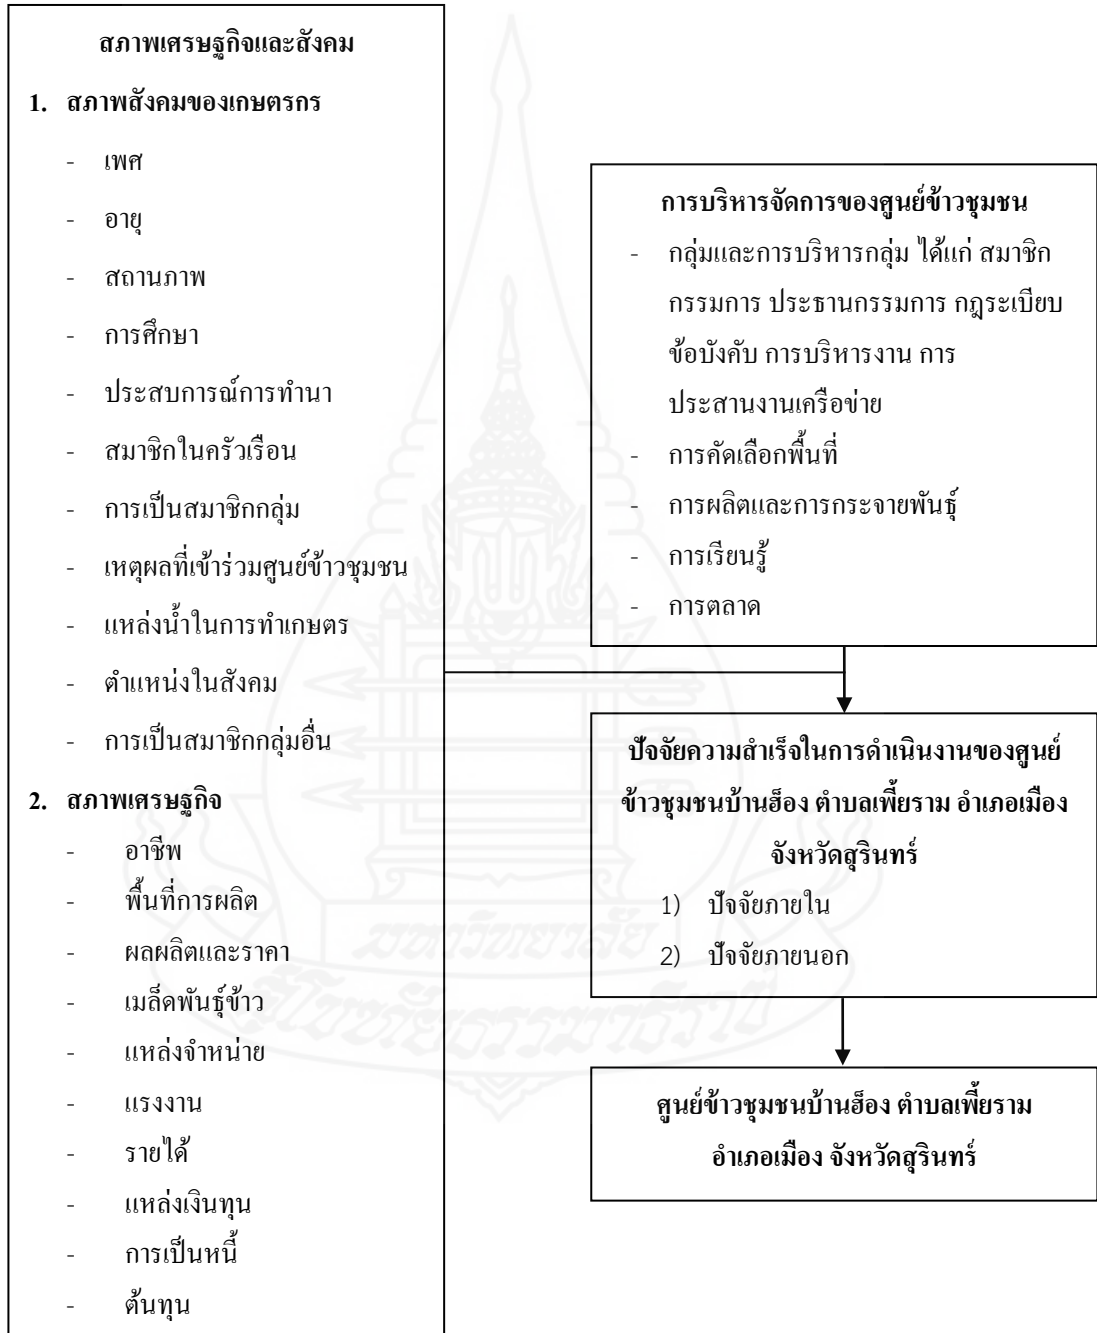 สภาพเศรษฐกิจและสังคม
1. สภาพสังคมของเกษตรกร
- เพศ
- อายุ
- สถานภาพ
- การศึกษา
- ประสบการณ์การทำนา
- สมาชิกในครัวเรือน
- การเป็นสมาชิกกลุ่ม
- เหตุผลที่เข้าร่วมศูนย์ข้าวชุมชน
- แหล่งน้ำในการทำเกษตร
- ตำแหน่งในสังคม
- การเป็นสมาชิกกลุ่มอื่น
2. สภาพเศรษฐกิจ
- อาชีพ
- พื้นที่การผลิต
- ผลผลิตและราคา
- เมล็ดพันธุ์ข้าว
- แหล่งจำหน่าย
- แรงงาน
- รายได้
- แหล่งเงินทุน
- การเป็นหนี้
- ต้นทุน
การบริหารจัดการของศูนย์ข้าวชุมชน
- กลุ่มและการบริหารกลุ่ม ได้แก่ สมาชิก
กรรมการ ประธานกรรมการ กฎระเบียบ
ข้อบังคับ การบริหารงาน การ
ประสานงานเครือข่าย
- การคัดเลือกพื้นที่
- การผลิตและการกระจายพันธุ์
- การเรียนรู้
- การตลาด
ปัจจัยความสำเร็จในการดำเนินงานของศูนย์
ข้าวชุมชนบ้านฮ็อง ตำบลเพี้ยราม อำเภอเมือง
จังหวัดสุรินทร์
1) ปัจจัยภายใน
2) ปัจจัยภายนอก
ศูนย์ข้าวชุมชนบ้านฮ็อง ตำบลเพี้ยราม
อำเภอเมือง จังหวัดสุรินทร์
มหาวิทยาลัย
สุโขทัยธรรมาธิราช